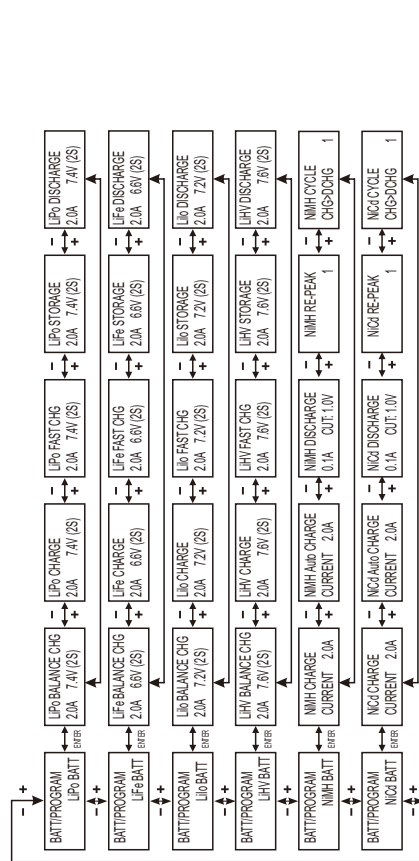 − +
BATT/PROGRAM
LiPo BATT
ENTER
LiPo BALANCE CHG
2.0A 7.4V (2S)
− +
LiPo CHARGE
2.0A 7.4V (2S)
− +
LiPo FAST CHG
2.0A 7.4V (2S)
− +
LiPo STORAGE
2.0A 7.4V (2S)
− +
LiPo DISCHARGE
2.0A 7.4V (2S)
− +
BATT/PROGRAM
LiFe BATT
ENTER
LiFe BALANCE CHG
2.0A 6.6V (2S)
− +
LiFe CHARGE
2.0A 6.6V (2S)
− +
LiFe FAST CHG
2.0A 6.6V (2S)
− +
LiFe STORAGE
2.0A 6.6V (2S)
− +
LiFe DISCHARGE
2.0A 6.6V (2S)
− +
BATT/PROGRAM
LiIo BATT
ENTER
LiIo BALANCE CHG
2.0A 7.2V (2S)
− +
LiIo CHARGE
2.0A 7.2V (2S)
− +
LiIo FAST CHG
2.0A 7.2V (2S)
− +
LiIo STORAGE
2.0A 7.2V (2S)
− +
LiIo DISCHARGE
2.0A 7.2V (2S)
− +
BATT/PROGRAM
LiHV BATT
ENTER
LiHV BALANCE CHG
2.0A 7.6V (2S)
− +
LiHV CHARGE
2.0A 7.6V (2S)
− +
LiHV FAST CHG
2.0A 7.6V (2S)
− +
LiHV STORAGE
2.0A 7.6V (2S)
− +
LiHV DISCHARGE
2.0A 7.6V (2S)
− +
BATT/PROGRAM
NiMH BATT
ENTER
NiMH CHARGE
CURRENT 2.0A
− +
NiMH Auto CHARGE
CURRENT 2.0A
− +
NiMH DISCHARGE
0.1A CUT: 1.0V
− +
NiMH RE-PEAK
1
− +
NiMH CYCLE
CHG>DCHG 1
− +
BATT/PROGRAM
NiCd BATT
ENTER
NiCd CHARGE
CURRENT 2.0A
− +
NiCd Auto CHARGE
CURRENT 2.0A
− +
NiCd DISCHARGE
0.1A CUT: 1.0V
− +
NiCd RE-PEAK
1
− +
NiCd CYCLE
CHG>DCHG 1
− +